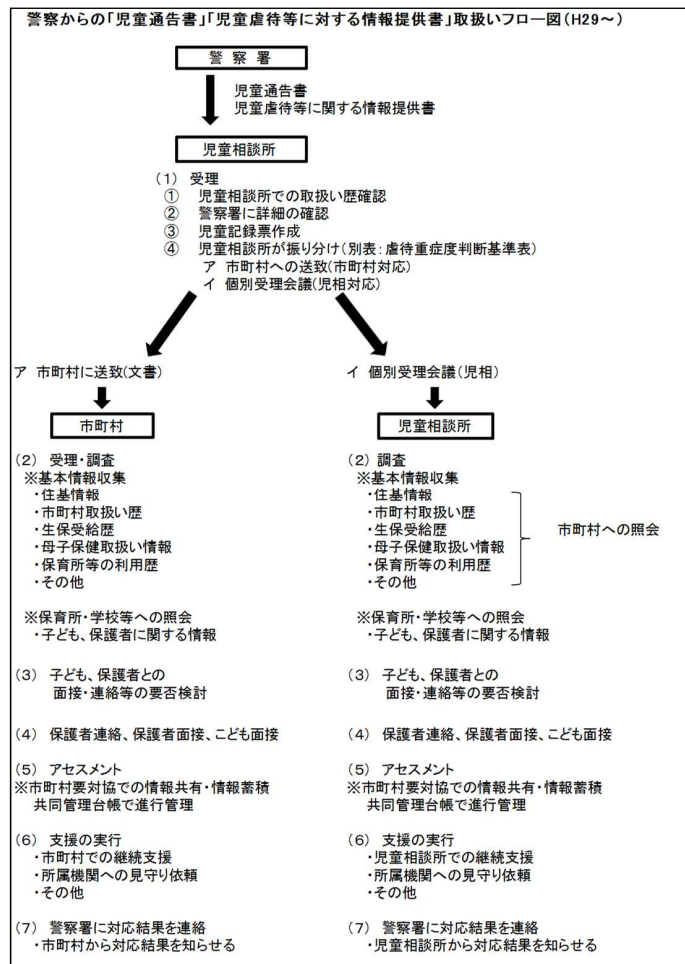 警察からの「児童通告書」「児童虐待等に対する情報提供書」取扱いフロー図(H29~)
警 察 署
児童通告書
児童虐待等に関する情報提供書
児童相談所
(1) 受理
① 児童相談所での取扱い歴確認
② 警察署に詳細の確認
③ 児童記録票作成
④ 児童相談所が振り分け(別表:虐待重症度判断基準表)
ア 市町村への送致(市町村対応)
イ 個別受理会議(児相対応)
ア 市町村に送致(文書)
市町村
(2) 受理・調査
※基本情報収集
・住基情報
・市町村取扱い歴
・生保受給歴
・母子保健取扱い情報
・保育所等の利用歴
・その他
※保育所・学校等への照会
・子ども、保護者に関する情報
(3) 子ども、保護者との
面接・連絡等の要否検討
(4) 保護者連絡、保護者面接、こども面接
(5) アセスメント
※市町村要対協での情報共有・情報蓄積
共同管理台帳で進行管理
(6) 支援の実行
・市町村での継続支援
・所属機関への見守り依頼
・その他
(7) 警察署に対応結果を連絡
・市町村から対応結果を知らせる
イ 個別受理会議(児相)
児童相談所
(2) 調査
※基本情報収集
・住基情報
・市町村取扱い歴
・生保受給歴
・母子保健取扱い情報
・保育所等の利用歴
・その他
市町村への照会
※保育所・学校等への照会
・子ども、保護者に関する情報
(3) 子ども、保護者との
面接・連絡等の要否検討
(4) 保護者連絡、保護者面接、こども面接
(5) アセスメント
※市町村要対協での情報共有・情報蓄積
共同管理台帳で進行管理
(6) 支援の実行
・児童相談所での継続支援
・所属機関への見守り依頼
・その他
(7) 警察署に対応結果を連絡
・児童相談所から対応結果を知らせる